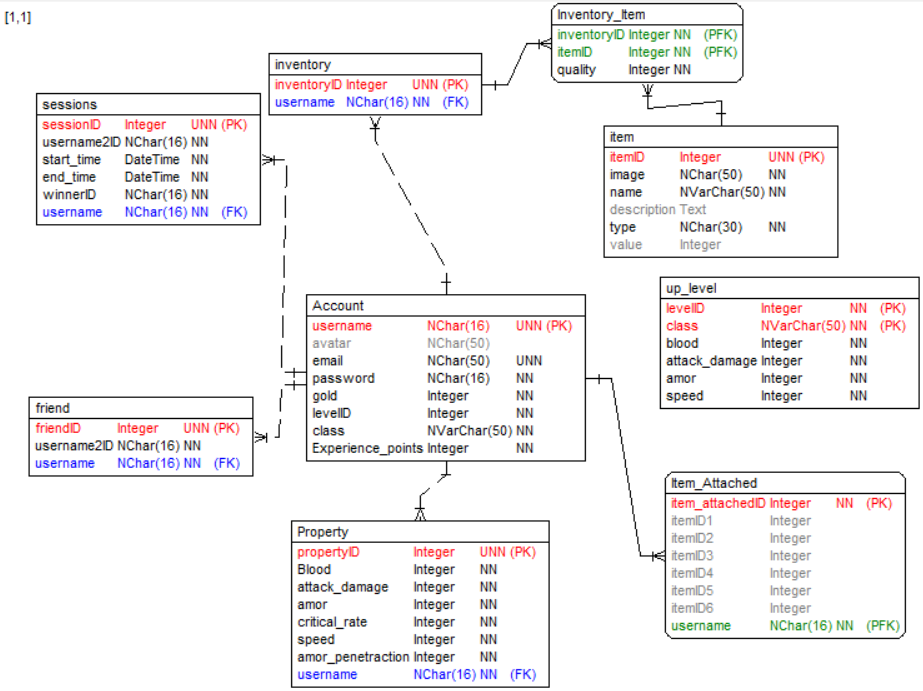 [1,1]
Inventory_Item
inventoryID Integer NN (PFK)
itemID Integer NN (PFK)
quality Integer NN
inventory
inventoryID Integer UNN (PK)
username NChar(16) NN (FK)
sessions
sessionID Integer UNN (PK)
username2ID NChar(16) NN
start_time DateTime NN
end_time DateTime NN
winnerID NChar(16) NN
username NChar(16) NN (FK)
item
itemID Integer UNN (PK)
image NChar(50) NN
name NVarChar(50) NN
description Text
type NChar(30) NN
value Integer
up_level
levelID Integer NN (PK)
class NVarChar(50) NN (PK)
blood Integer NN
attack_damage Integer NN
amor Integer NN
speed Integer NN
Account
username NChar(16) UNN (PK)
avatar NChar(50)
email NChar(50) UNN
password NChar(16) NN
gold Integer NN
levelID Integer NN
class NVarChar(50) NN
Experience_points Integer NN
friend
friendID Integer UNN (PK)
username2ID NChar(16) NN
username NChar(16) NN (FK)
Item_Attached
item_attachedID Integer NN (PK)
itemID1 Integer
itemID2 Integer
itemID3 Integer
itemID4 Integer
itemID5 Integer
itemID6 Integer
username NChar(16) NN (PFK)
Property
propertyID Integer UNN (PK)
Blood Integer NN
attack_damage Integer NN
amor Integer NN
critical_rate Integer NN
speed Integer NN
amor_penetraction Integer NN
username NChar(16) NN (FK)